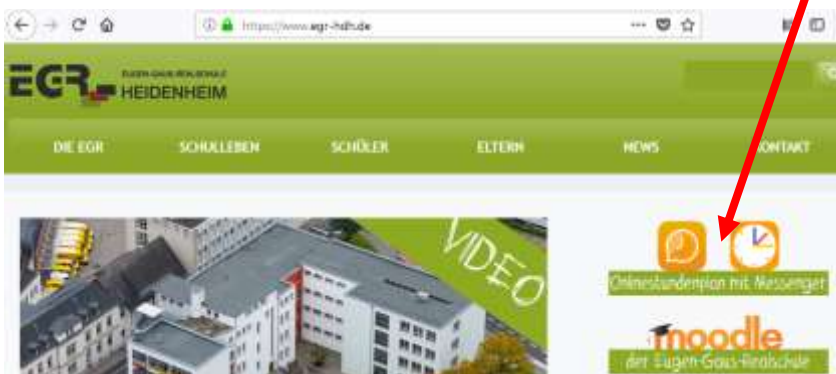 https://www.egr-hdh.de
EGR
EUGEN-GAUS-REALSCHULE
HEIDENHEIM
DIE EGR SCHULLEBEN SCHÜLER ELTERN NEWS KONTAKT
VIDEO
Onlinestundenplan mit Messenger
moodle
der Eugen-Gaus-Realschule